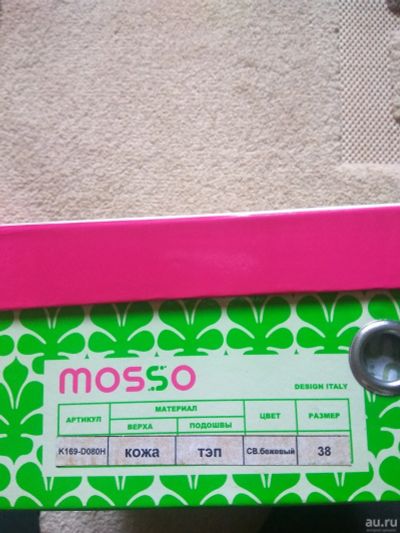 mosso
DESIGN ITALY
АРТИКУЛ МАТЕРИАЛ ЦВЕТ РАЗМЕР
ВЕРХА ПОДОШВЫ
K169-D080H кожа тэп СВ.бежевый 38
au.ru